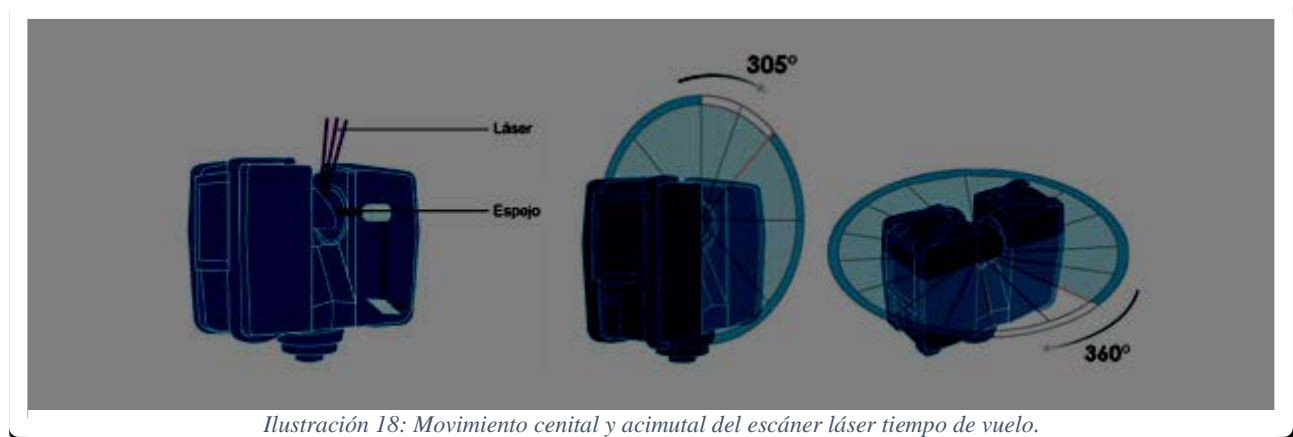 305º
Láser
Espejo
360º
Ilustración 18: Movimiento cenital y acimutal del escáner láser tiempo de vuelo.